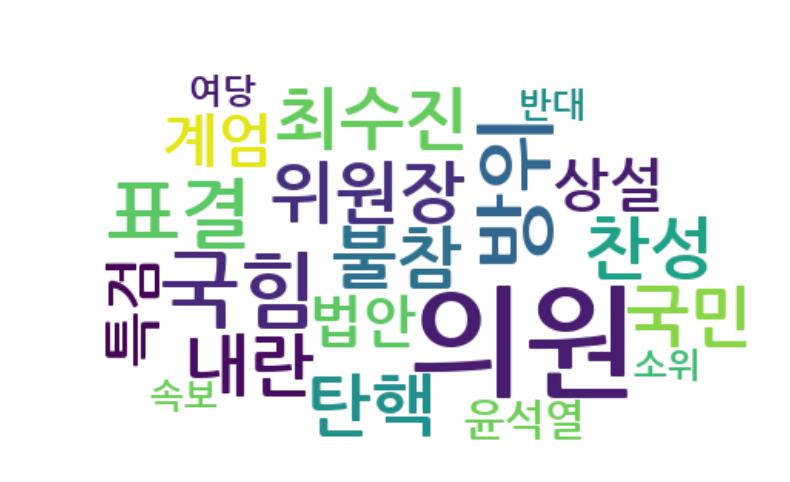 여당
반대
계엄
최수진
방위
위원장
상설
표결
불참
찬성
특검
국힘
법안
의원
국민
내란
소위
속보
탄핵
윤석열